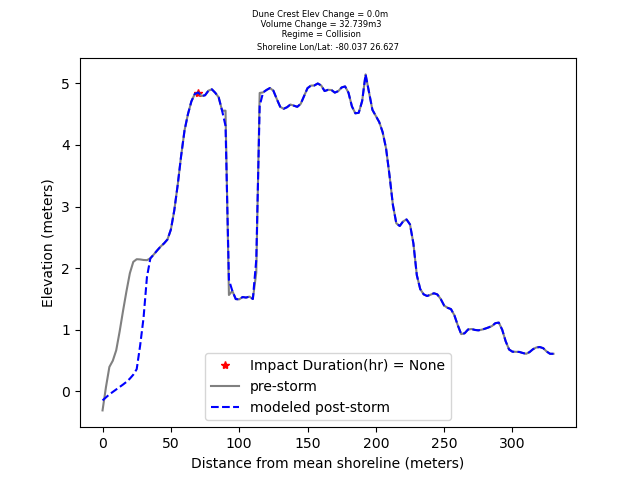 Dune Crest Elev Change = 0.0m
Volume Change = 32.739m3
Regime = Collision
Shoreline Lon/Lat: -80.037 26.627
5
4
3
2
1
0
Elevation (meters)
Impact Duration(hr) = None
pre-storm
modeled post-storm
0 50 100 150 200 250 300
Distance from mean shoreline (meters)